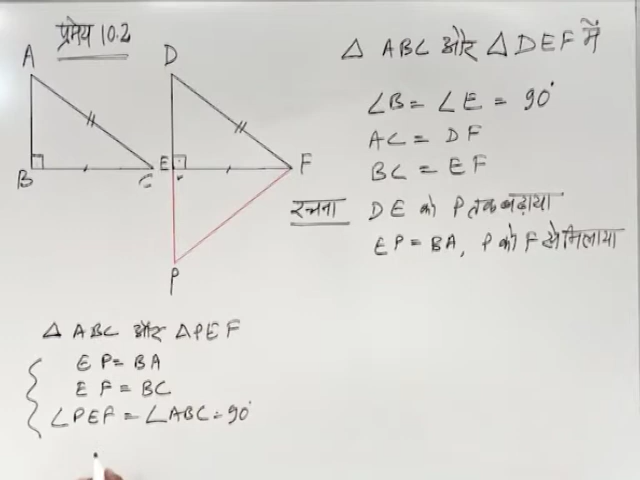 प्रमेय 10.2
A
B
C
D
E
F
P
△ ABC और △ DEF में
∠B = ∠E = 90°
AC = DF
BC = EF
रचना DE को P तक बढ़ाया
EP = BA, P को F से मिलाया
△ ABC और △PEF
EP = BA
EF = BC
∠PEF = ∠ABC = 90°